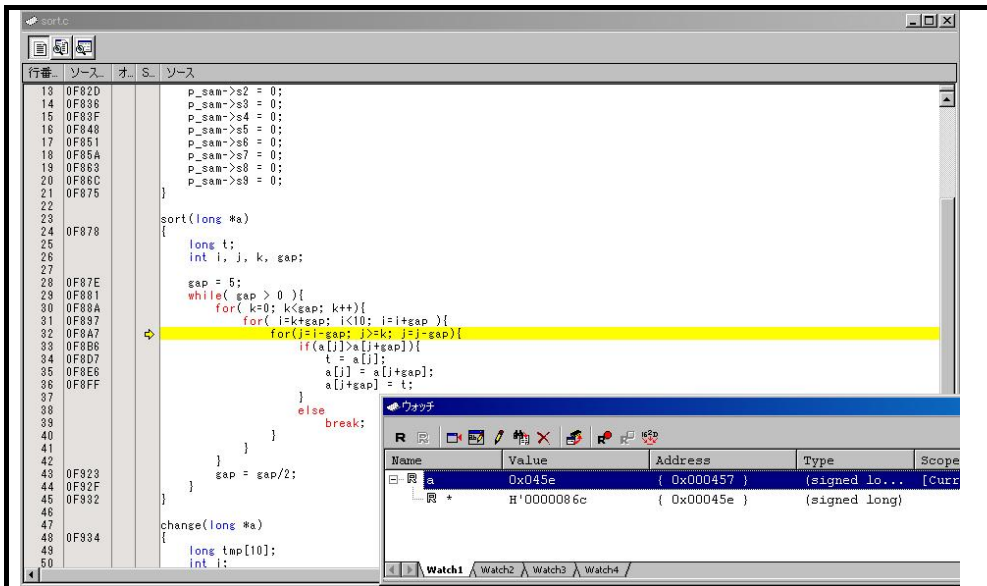 sort.c
行番... ソース... オ... S... ソース
13 0F82D p_sam->s2 = 0;
14 0F836 p_sam->s3 = 0;
15 0F83F p_sam->s4 = 0;
16 0F848 p_sam->s5 = 0;
17 0F851 p_sam->s6 = 0;
18 0F85A p_sam->s7 = 0;
19 0F863 p_sam->s8 = 0;
20 0F86C p_sam->s9 = 0;
21 0F875 }
22
23 sort(long *a)
24 0F878 {
25 long t;
26 int i, j, k, gap;
27
28 0F87E gap = 5;
29 0F881 while( gap > 0 ){
30 0F88A for( k=0; k<gap; k++){
31 0F897 for( i=k+gap; i<10; i=i+gap ){
32 0F8A7 for(j=i-gap; j>=k; j=j-gap){
33 0F8B6 if(a[j]>a[j+gap]){
34 0F8D7 t = a[j];
35 0F8E6 a[j] = a[j+gap];
36 0F8FF a[j+gap] = t;
37 }
38 else
39 break;
40 }
41 }
42 }
43 0F923 gap = gap/2;
44 0F92F }
45 0F932 }
46
47 change(long *a)
48 0F934 {
49 long tmp[10];
50 int i;
ウォッチ
R R R R 16▸D
Name Value Address Type Scope
R a 0x045e { 0x000457 } (signed lo... [Curr
R * H'0000086c { 0x00045e } (signed long)
Watch1 Watch2 Watch3 Watch4